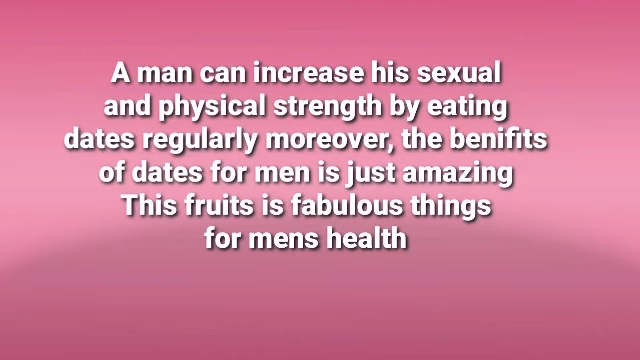 A man can increase his sexual
and physical strength by eating
dates regularly moreover, the benifits
of dates for men is just amazing
This fruits is fabulous things
for mens health